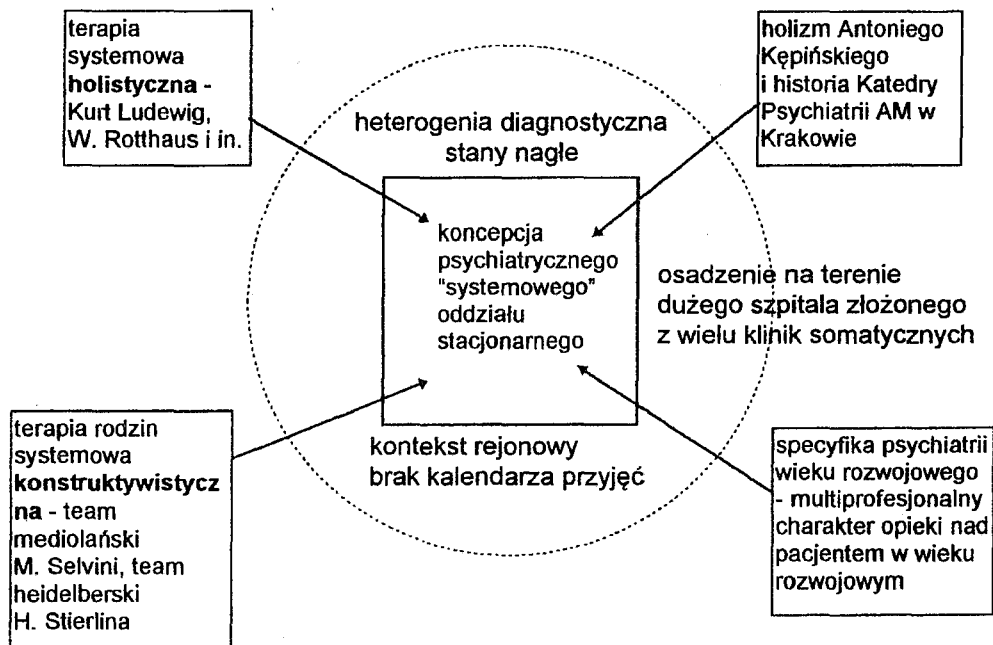 terapia
systemowa
holistyczna -
Kurt Ludewig,
W. Rotthaus i in.
holizm Antoniego
Kępińskiego
i historia Katedry
Psychiatrii AM w
Krakowie
heterogenia diagnostyczna
stany nagłe
koncepcja
psychiatrycznego
"systemowego"
oddziału
stacjonarnego
osadzenie na terenie
dużego szpitala złożonego
z wielu klinik somatycznych
kontekst rejonowy
brak kalendarza przyjęć
terapia rodzin
systemowa
konstruktywistycz
na - team
mediolański
M. Selvini, team
heidelberski
H. Stierlina
specyfika psychiatrii
wieku rozwojowego
- multiprofesjonalny
charakter opieki nad
pacjentem w wieku
rozwojowym